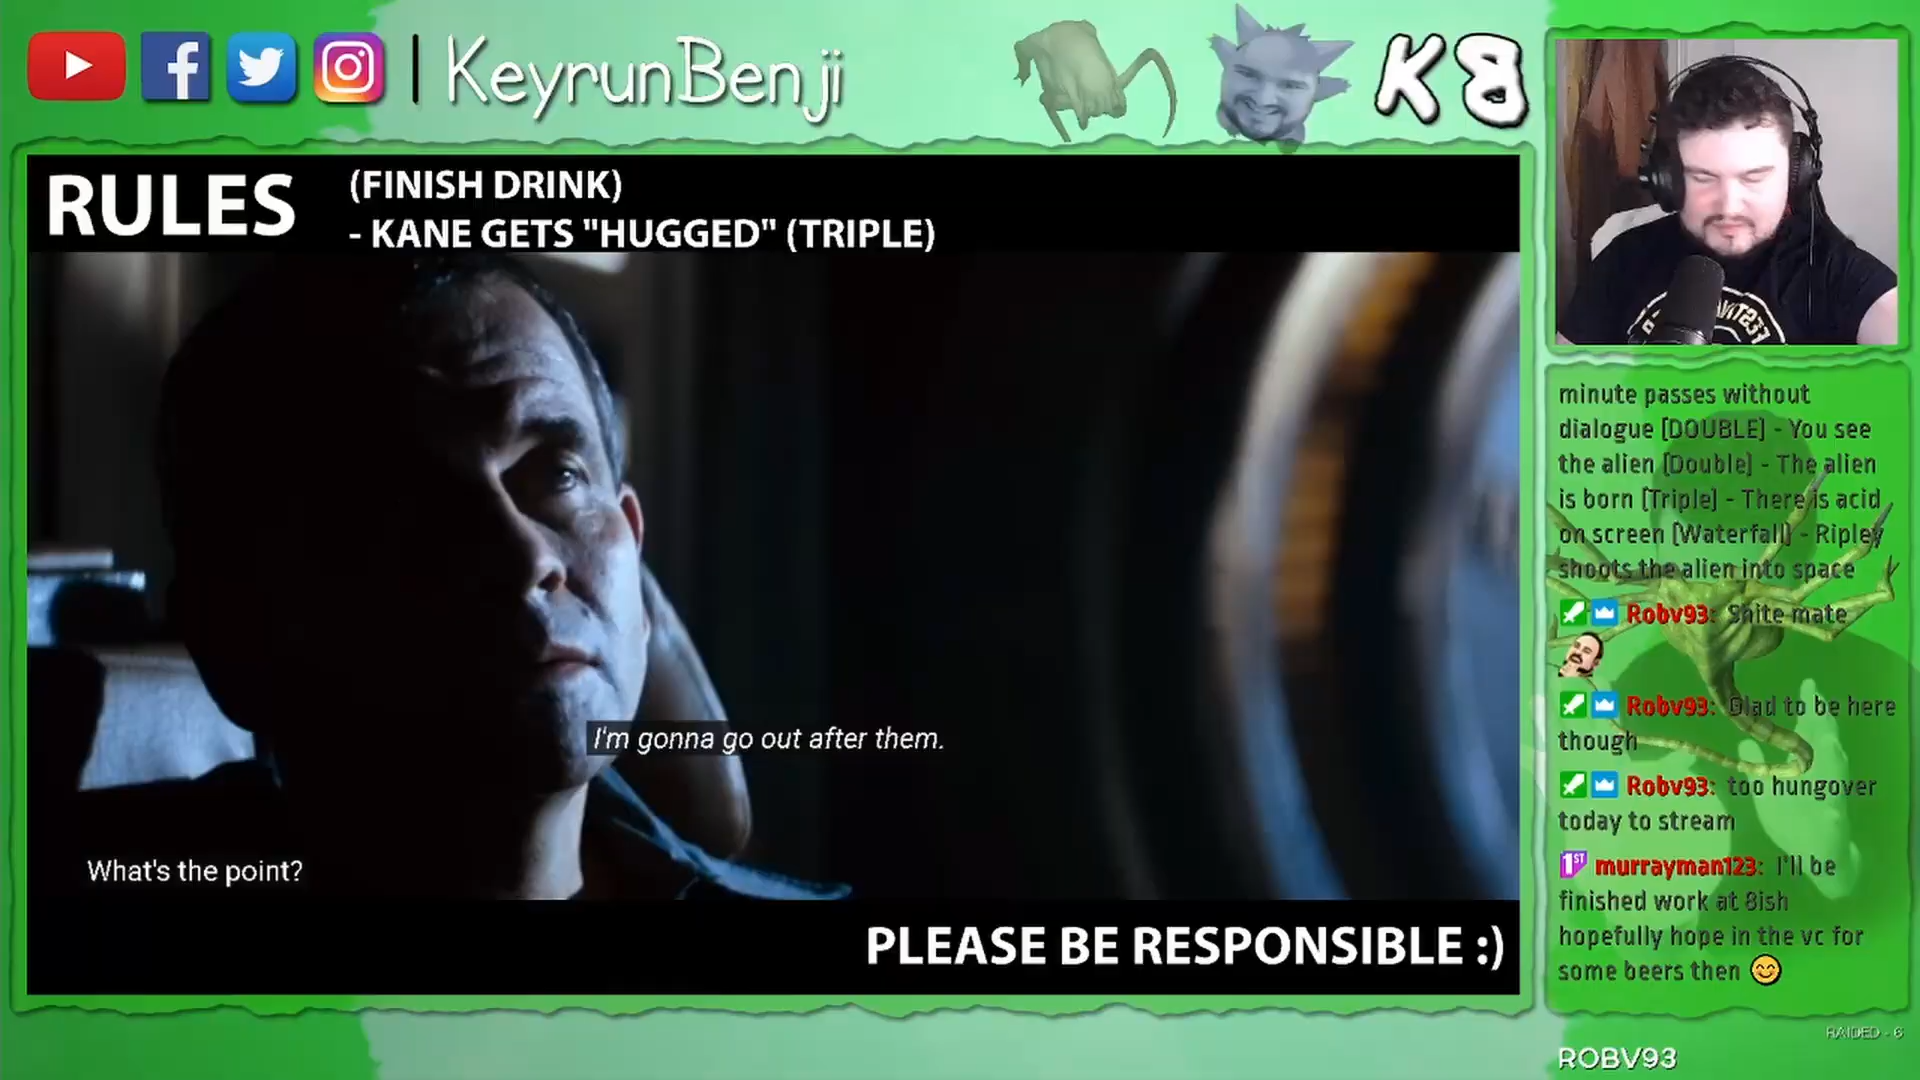 KeyrunBenji
K8
RULES
(FINISH DRINK)
- KANE GETS "HUGGED" (TRIPLE)
I'm gonna go out after them.
What's the point?
PLEASE BE RESPONSIBLE :)
minute passes without
dialogue [DOUBLE] - You see
the alien [Double] - The alien
is born [Triple] - There is acid
on screen [Waterfall] - Ripley
shoots the alien into space
Robv93: Shite mate
Robv93: Glad to be here
though
Robv93: too hungover
today to stream
1ST murrayman123: I'll be
finished work at 8ish
hopefully hope in the vc for
some beers then 😊
RAIDED - 6
ROBV93